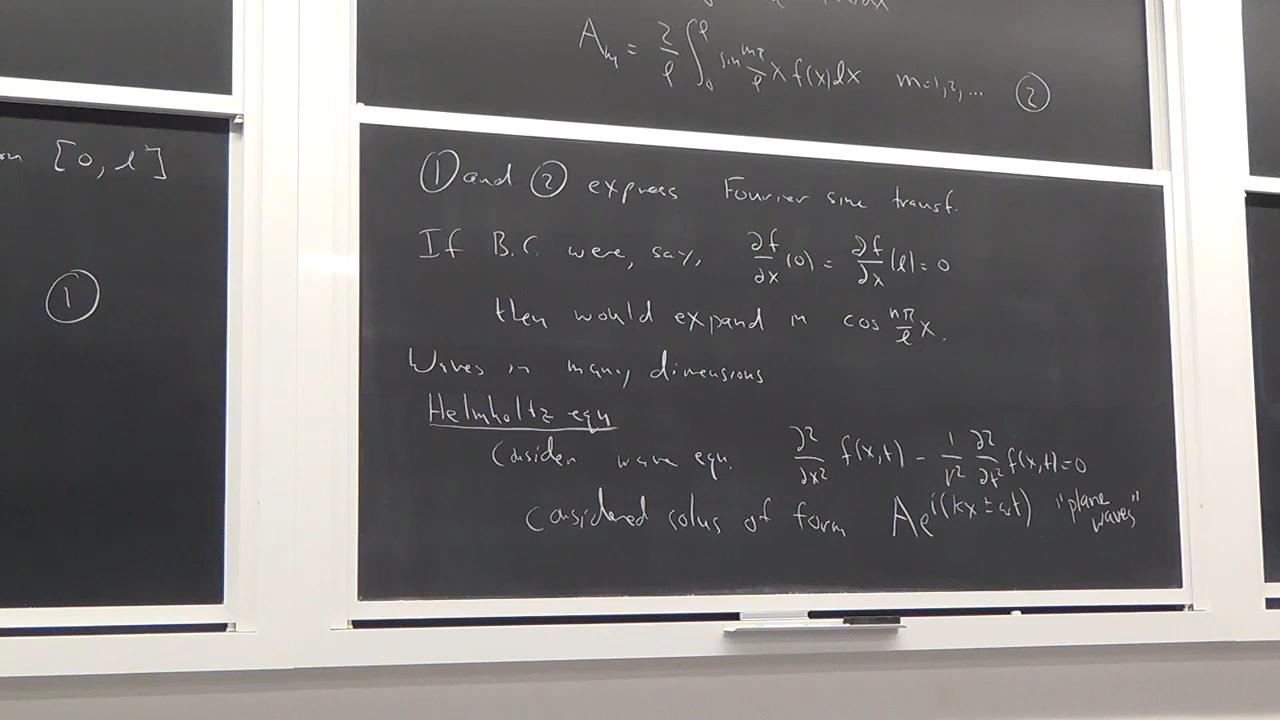 A_m = 2/ℓ ∫_0^ℓ sin mπ/ℓ x f(x)dx m=1,2,... ②
[0, ℓ]
①
① and ② express Fourier sine transf.
If B.C. were, say, ∂f/∂x (0) = ∂f/∂x (ℓ) = 0
then would expand in cos nπ/ℓ x.
Waves in many dimensions
Helmholtz eqn
Consider wave eqn. ∂²/∂x² f(x,t) - 1/v² ∂²/∂t² f(x,t) = 0
Considered solns of form Ae^{i(kx ± ωt)} "plane waves"